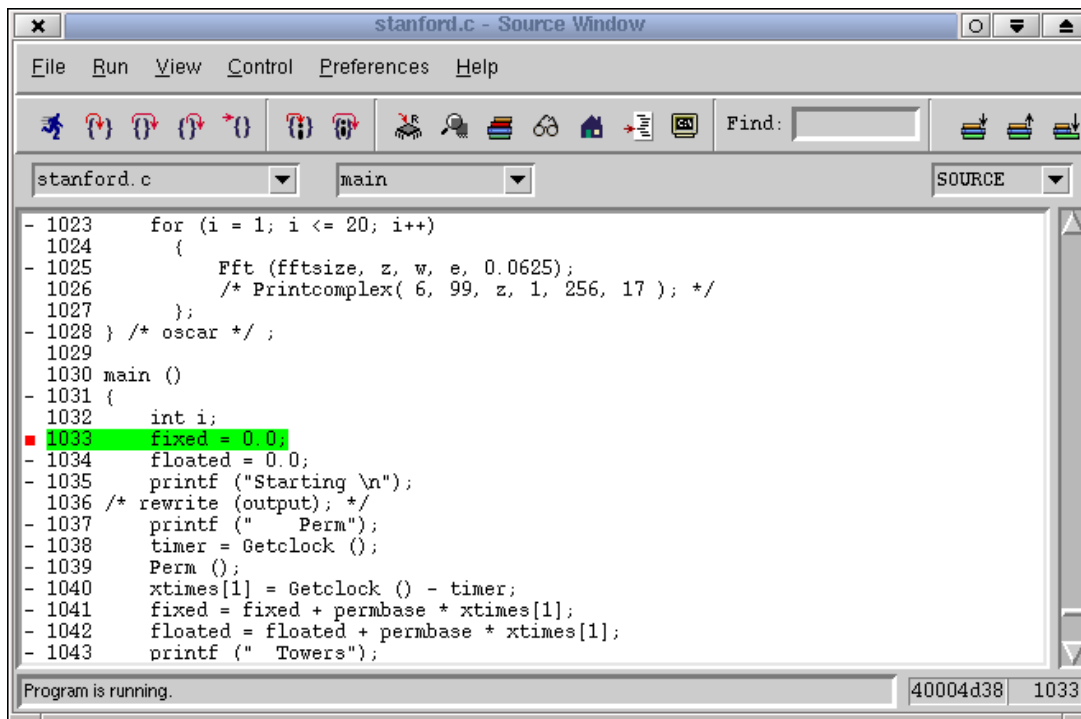 stanford.c - Source Window
File Run View Control Preferences Help
Find:
stanford.c main SOURCE
- 1023 for (i = 1; i <= 20; i++)
1024 {
- 1025 Fft (fftsize, z, w, e, 0.0625);
1026 /* Printcomplex( 6, 99, z, 1, 256, 17 ); */
1027 };
- 1028 } /* oscar */ ;
1029
1030 main ()
- 1031 {
1032 int i;
1033 fixed = 0.0;
- 1034 floated = 0.0;
- 1035 printf ("Starting \n");
1036 /* rewrite (output); */
- 1037 printf ("    Perm");
- 1038 timer = Getclock ();
- 1039 Perm ();
- 1040 xtimes[1] = Getclock () - timer;
- 1041 fixed = fixed + permbase * xtimes[1];
- 1042 floated = floated + permbase * xtimes[1];
- 1043 printf ("  Towers");
Program is running. 40004d38 1033